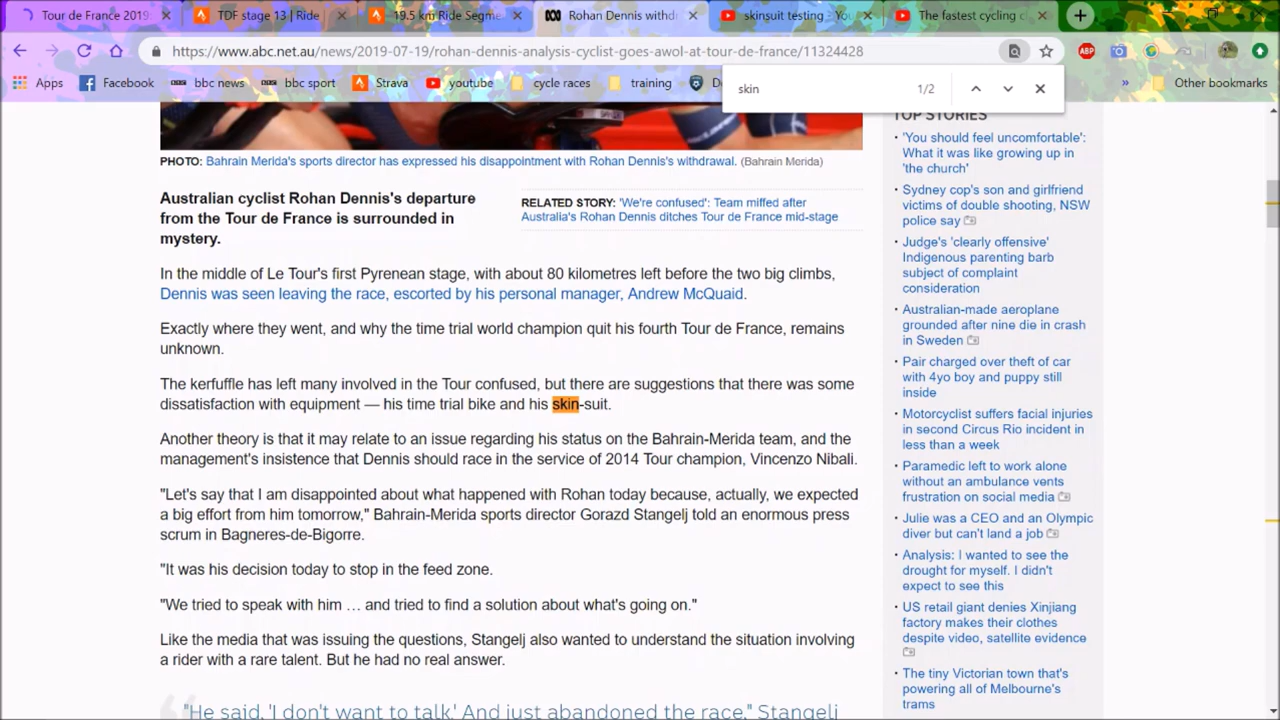 Tour de France 2019:
TDF stage 13 | Ride
19.5 km Ride Segme
Rohan Dennis withd
skinsuit testing - You
The fastest cycling c
https://www.abc.net.au/news/2019-07-19/rohan-dennis-analysis-cyclist-goes-awol-at-tour-de-france/11324428
ABP
Apps
Facebook
bbc news
bbc sport
Strava
youtube
cycle races
training
»
Other bookmarks
skin
1/2
PHOTO: Bahrain Merida's sports director has expressed his disappointment with Rohan Dennis's withdrawal. (Bahrain Merida)
Australian cyclist Rohan Dennis's departure
from the Tour de France is surrounded in
mystery.
RELATED STORY: 'We're confused': Team miffed after
Australia's Rohan Dennis ditches Tour de France mid-stage
In the middle of Le Tour's first Pyrenean stage, with about 80 kilometres left before the two big climbs,
Dennis was seen leaving the race, escorted by his personal manager, Andrew McQuaid.
Exactly where they went, and why the time trial world champion quit his fourth Tour de France, remains
unknown.
The kerfuffle has left many involved in the Tour confused, but there are suggestions that there was some
dissatisfaction with equipment — his time trial bike and his skin-suit.
Another theory is that it may relate to an issue regarding his status on the Bahrain-Merida team, and the
management's insistence that Dennis should race in the service of 2014 Tour champion, Vincenzo Nibali.
"Let's say that I am disappointed about what happened with Rohan today because, actually, we expected
a big effort from him tomorrow," Bahrain-Merida sports director Gorazd Stangelj told an enormous press
scrum in Bagneres-de-Bigorre.
"It was his decision today to stop in the feed zone.
"We tried to speak with him … and tried to find a solution about what's going on."
Like the media that was issuing the questions, Stangelj also wanted to understand the situation involving
a rider with a rare talent. But he had no real answer.
"He said, 'I don't want to talk.' And just abandoned the race," Stangelj
TOP STORIES
'You should feel uncomfortable':
What it was like growing up in
'the church'
Sydney cop's son and girlfriend
victims of double shooting, NSW
police say
Judge's 'clearly offensive'
Indigenous parenting barb
subject of complaint
consideration
Australian-made aeroplane
grounded after nine die in crash
in Sweden
Pair charged over theft of car
with 4yo boy and puppy still
inside
Motorcyclist suffers facial injuries
in second Circus Rio incident in
less than a week
Paramedic left to work alone
without an ambulance vents
frustration on social media
Julie was a CEO and an Olympic
diver but can't land a job
Analysis: I wanted to see the
drought for myself. I didn't
expect to see this
US retail giant denies Xinjiang
factory makes their clothes
despite video, satellite evidence
The tiny Victorian town that's
powering all of Melbourne's
trams